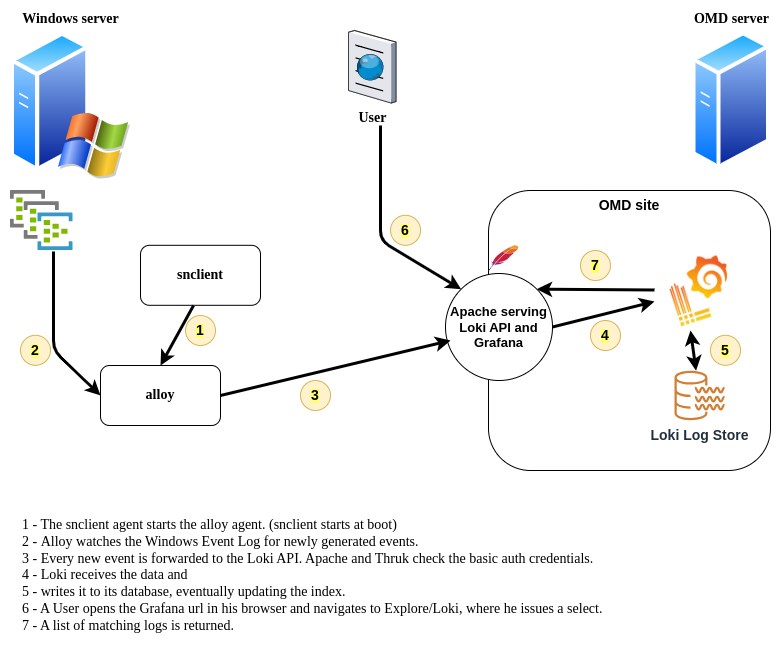 Windows server
OMD server
User
OMD site
6
7
snclient
Apache serving
Loki API and
Grafana
1
4
2
5
alloy
3
Loki Log Store
1 - The snclient agent starts the alloy agent. (snclient starts at boot)
2 - Alloy watches the Windows Event Log for newly generated events.
3 - Every new event is forwarded to the Loki API. Apache and Thruk check the basic auth credentials.
4 - Loki receives the data and
5 - writes it to its database, eventually updating the index.
6 - A User opens the Grafana url in his browser and navigates to Explore/Loki, where he issues a select.
7 - A list of matching logs is returned.